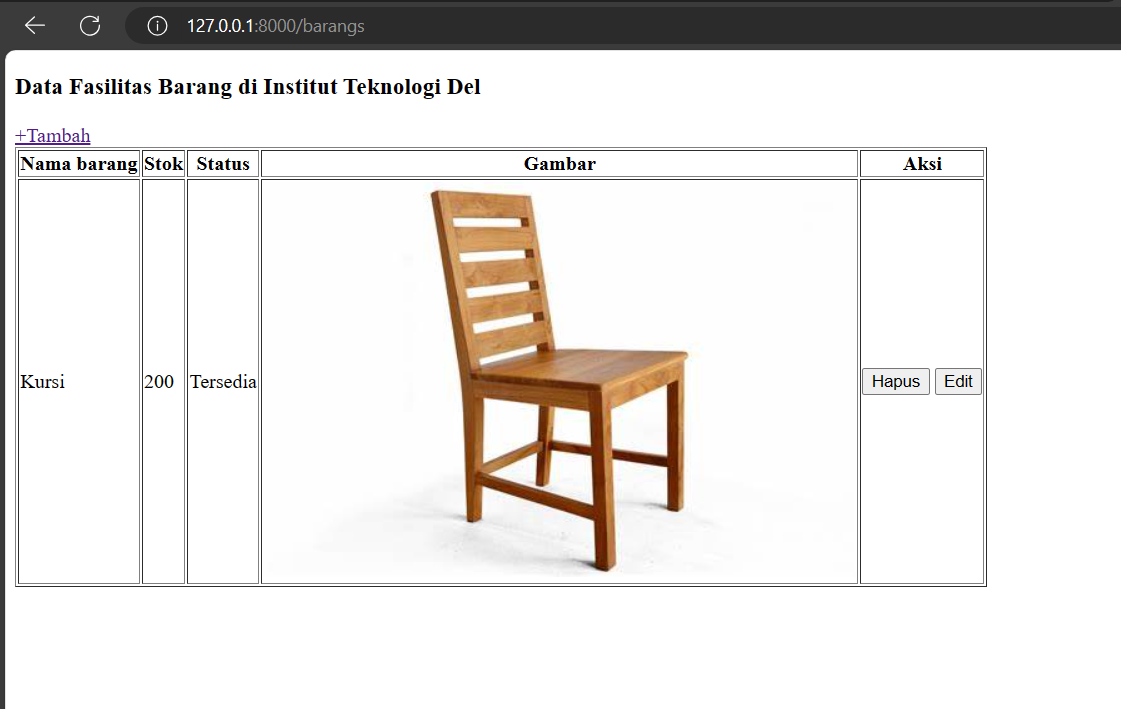 127.0.0.1:8000/barangs
Data Fasilitas Barang di Institut Teknologi Del
+Tambah
Nama barang Stok Status Gambar Aksi
Kursi 200 Tersedia Hapus Edit